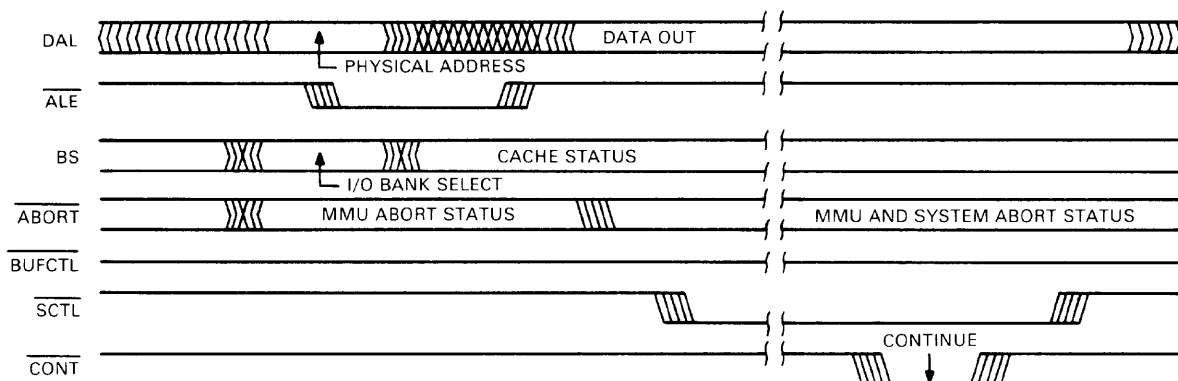 DAL
DATA OUT
PHYSICAL ADDRESS
ALE
BS
CACHE STATUS
I/O BANK SELECT
ABORT
MMU ABORT STATUS
MMU AND SYSTEM ABORT STATUS
BUFCTL
SCTL
CONTINUE
CONT